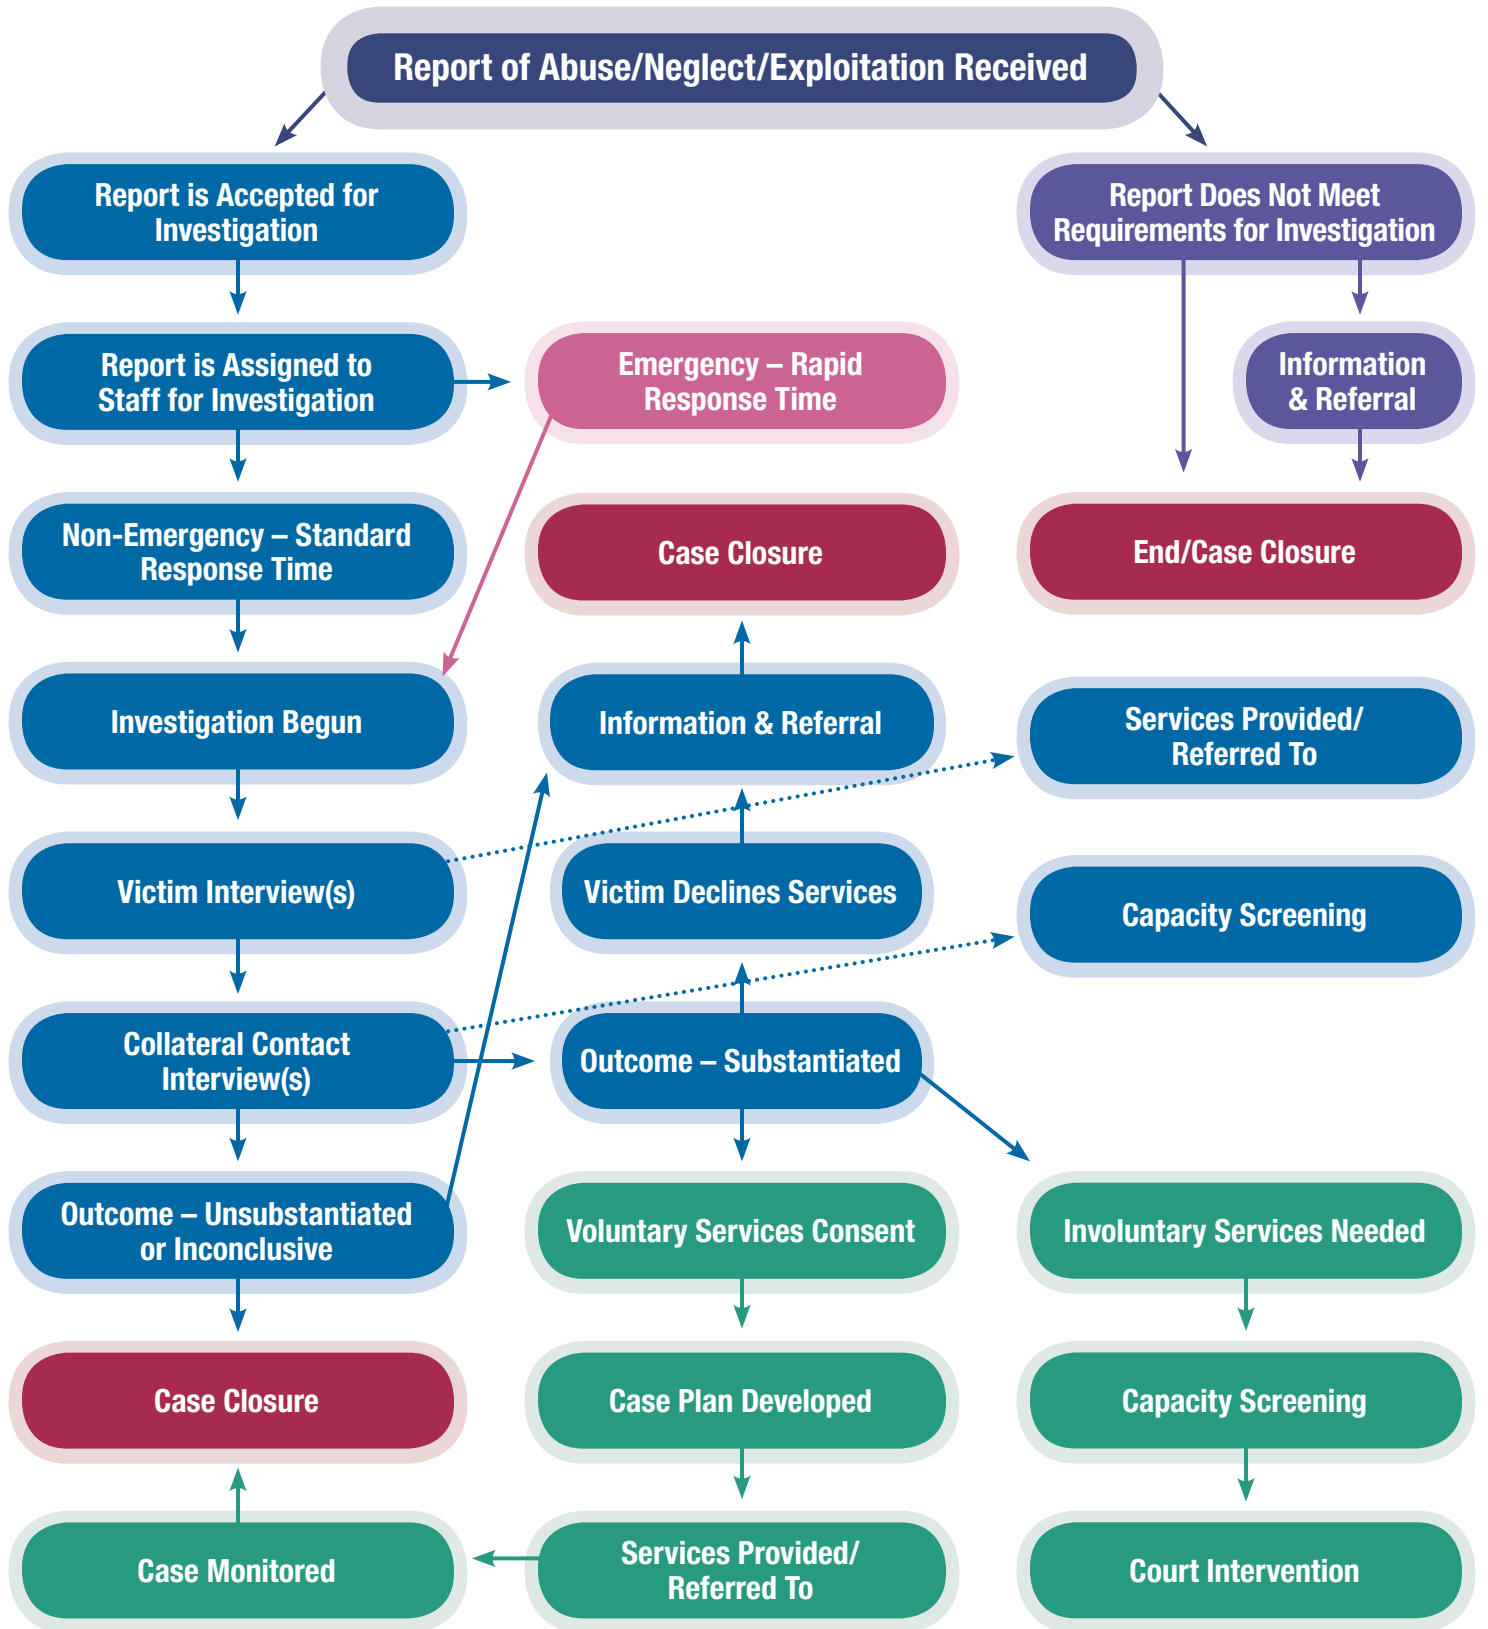 Report of Abuse/Neglect/Exploitation Received
Report is Accepted for
Investigation
Report Does Not Meet
Requirements for Investigation
Report is Assigned to
Staff for Investigation
Emergency – Rapid
Response Time
Information
& Referral
Non-Emergency – Standard
Response Time
Case Closure
End/Case Closure
Investigation Begun
Information & Referral
Services Provided/
Referred To
Victim Interview(s)
Victim Declines Services
Capacity Screening
Collateral Contact
Interview(s)
Outcome – Substantiated
Outcome – Unsubstantiated
or Inconclusive
Voluntary Services Consent
Involuntary Services Needed
Case Closure
Case Plan Developed
Capacity Screening
Case Monitored
Services Provided/
Referred To
Court Intervention